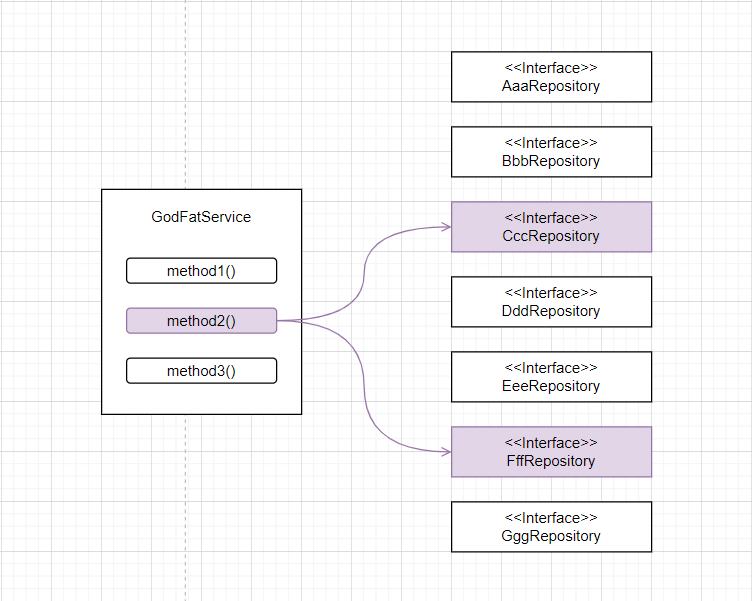 GodFatService
method1()
method2()
method3()
<<Interface>>
AaaRepository
<<Interface>>
BbbRepository
<<Interface>>
CccRepository
<<Interface>>
DddRepository
<<Interface>>
EeeRepository
<<Interface>>
FffRepository
<<Interface>>
GggRepository